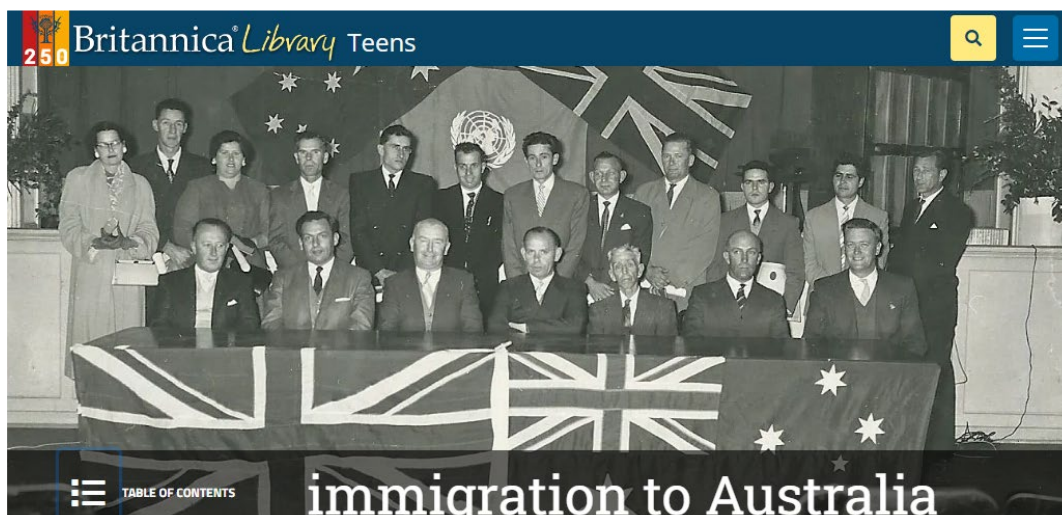 Britannica® Library Teens
250
TABLE OF CONTENTS
immigration to Australia